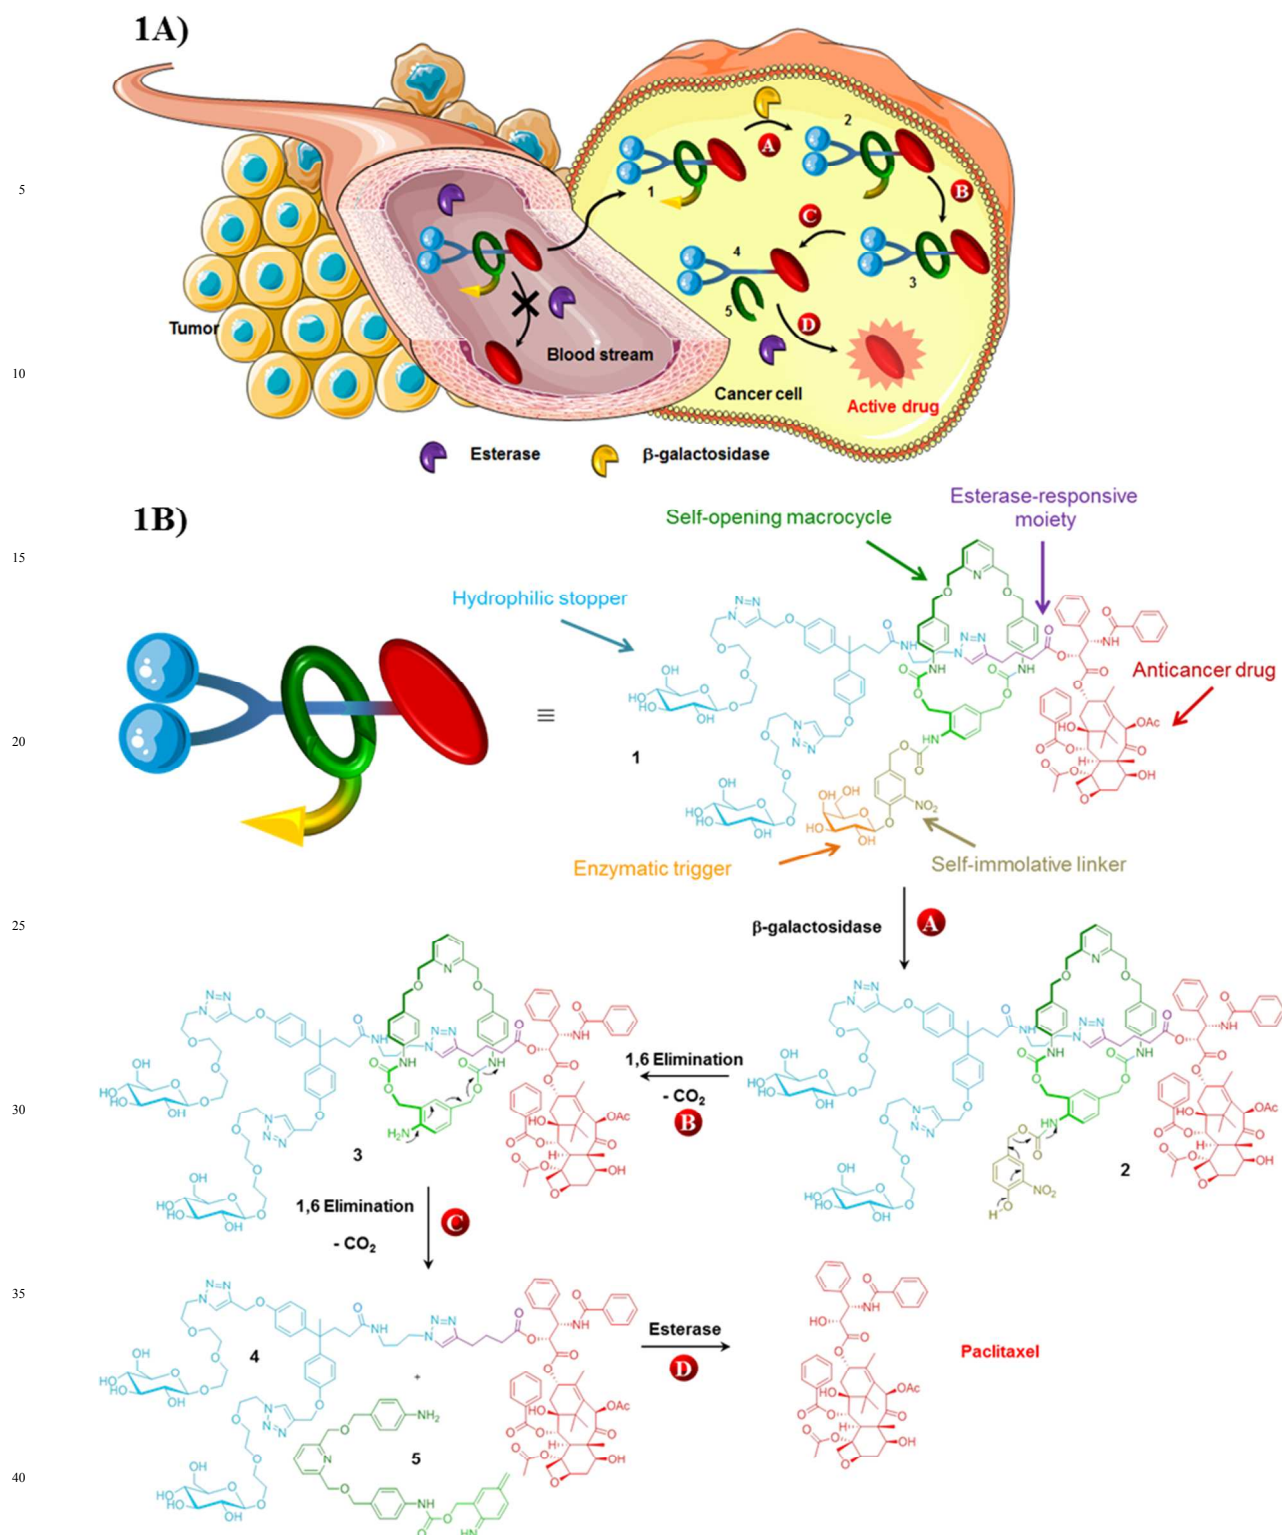 1A)
5
10
15
20
25
30
35
40
2
A
1
B
C
4
3
5
D
Tumor
Blood stream
Cancer cell
Active drug
Esterase
β-galactosidase
1B)
Self-opening macrocycle
Esterase-responsive
moiety
Hydrophilic stopper
Anticancer drug
≡
1
Enzymatic trigger
Self-immolative linker
β-galactosidase
A
1,6 Elimination
- CO2
B
3
2
1,6 Elimination
- CO2
C
4
+
5
Esterase
D
Paclitaxel